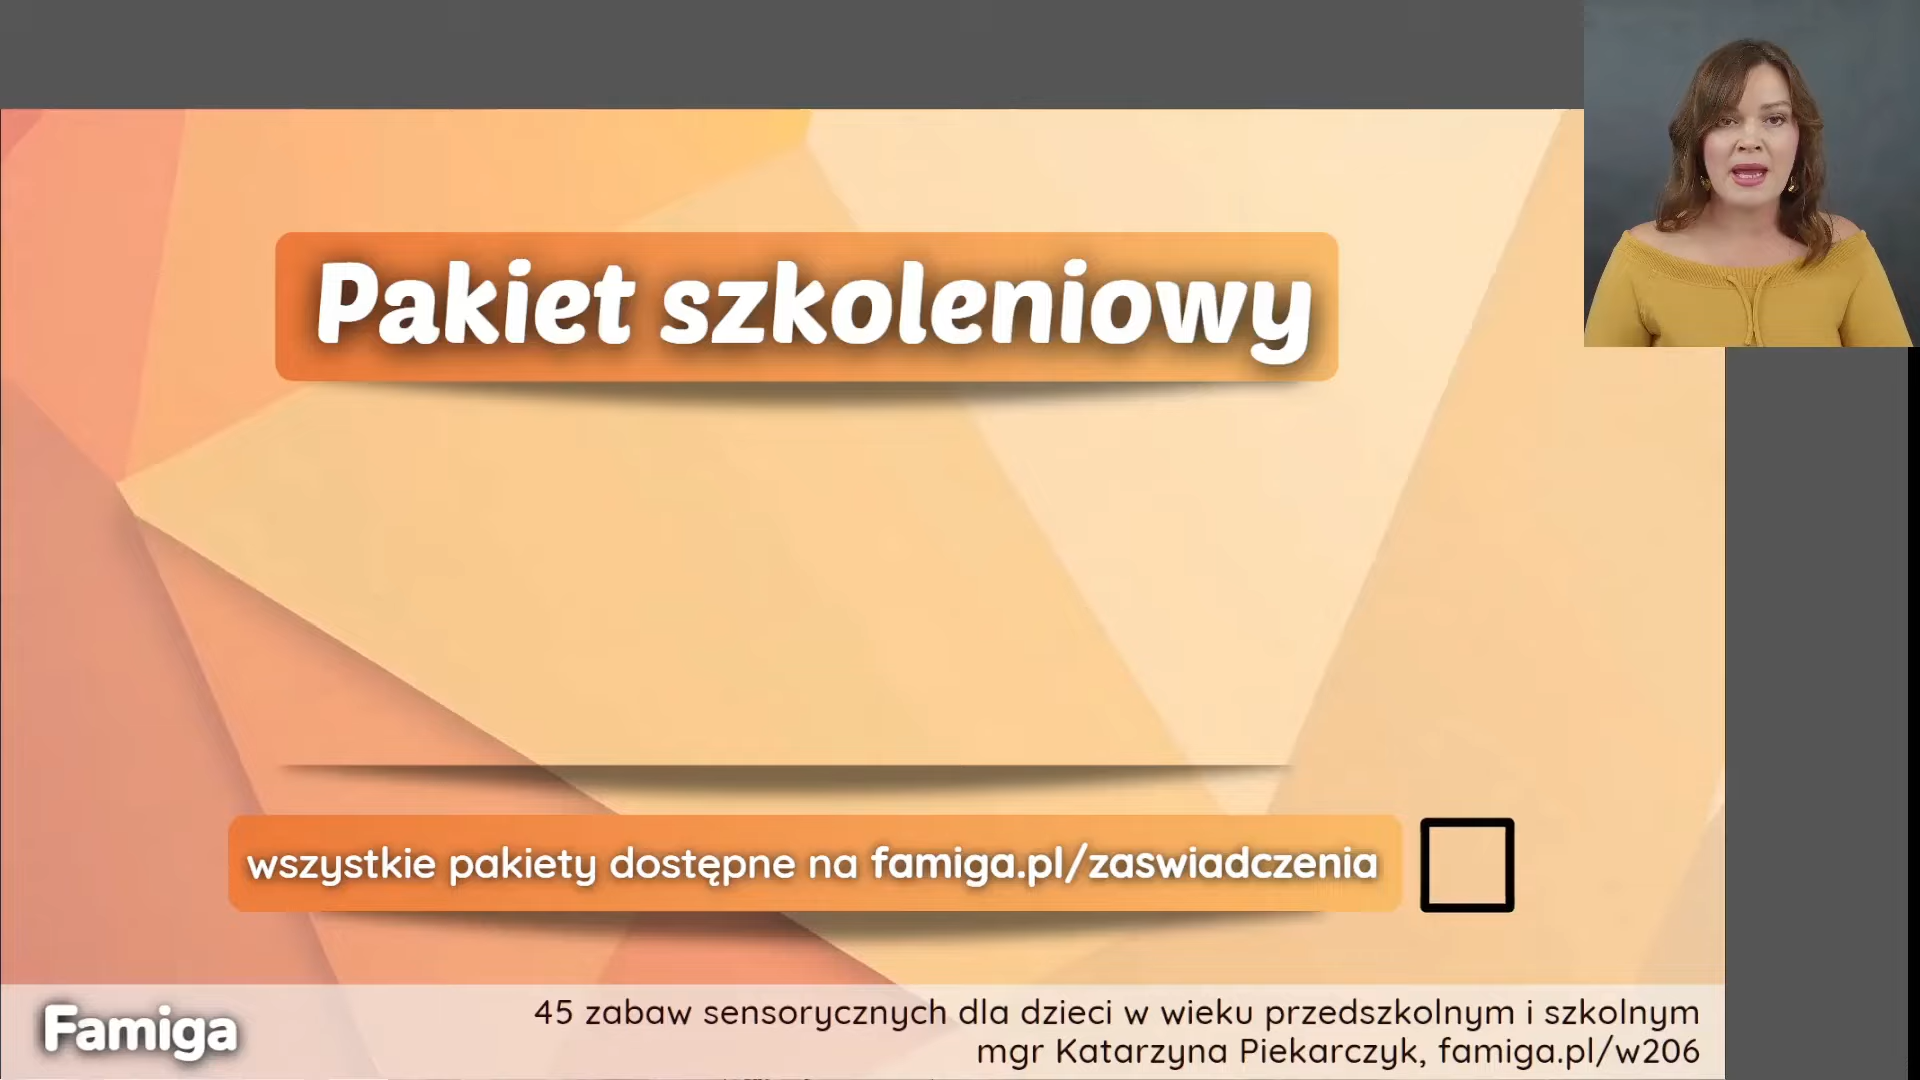 Pakiet szkoleniowy
wszystkie pakiety dostępne na famiga.pl/zaswiadczenia
Famiga
45 zabaw sensorycznych dla dzieci w wieku przedszkolnym i szkolnym
mgr Katarzyna Piekarczyk, famiga.pl/w206